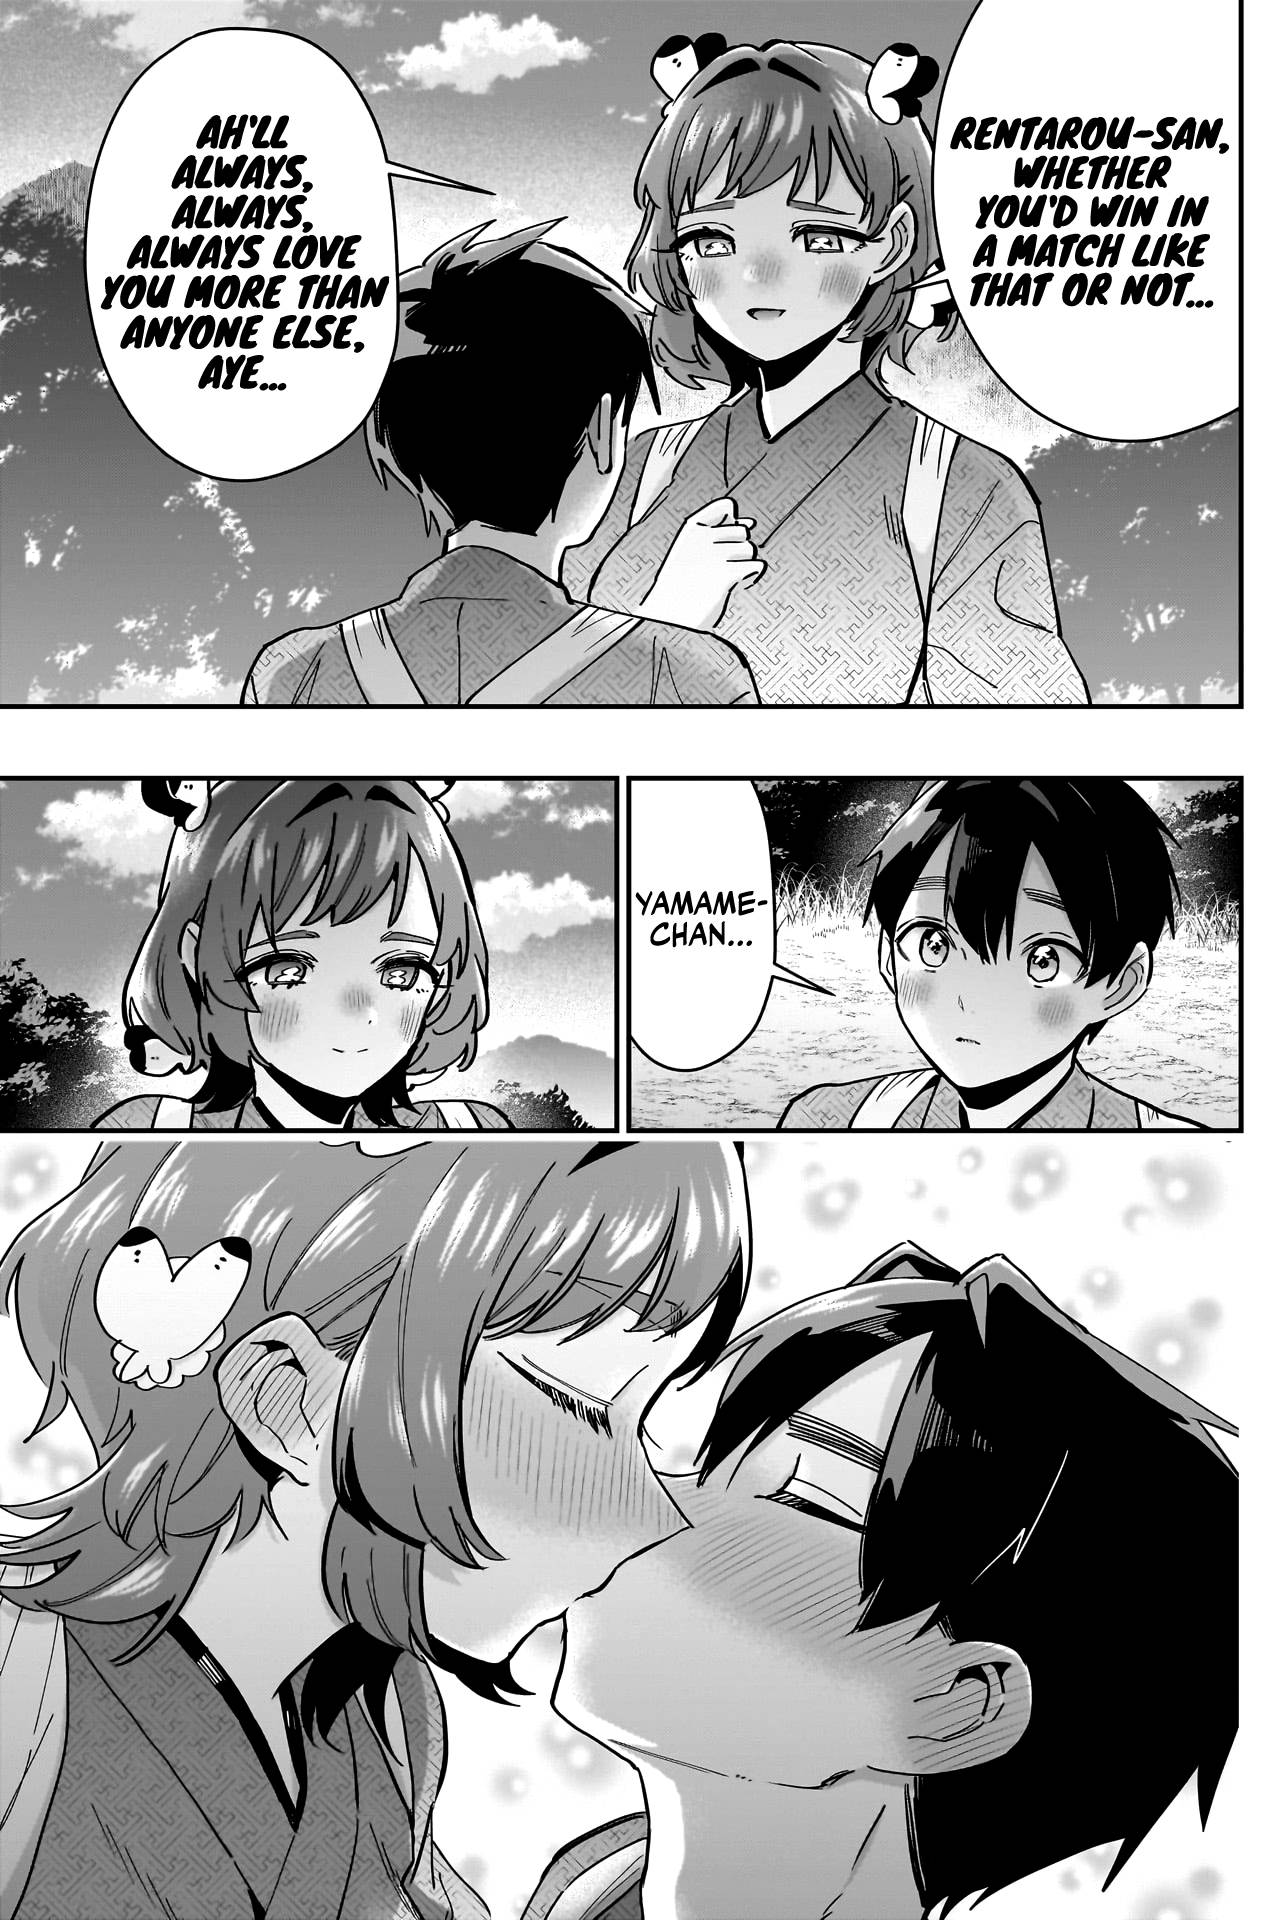 RENTAROU-SAN,
WHETHER
YOU'D WIN IN
A MATCH LIKE
THAT OR NOT...
AH'LL
ALWAYS,
ALWAYS,
ALWAYS LOVE
YOU MORE THAN
ANYONE ELSE,
AYE...
YAMAME-
CHAN...